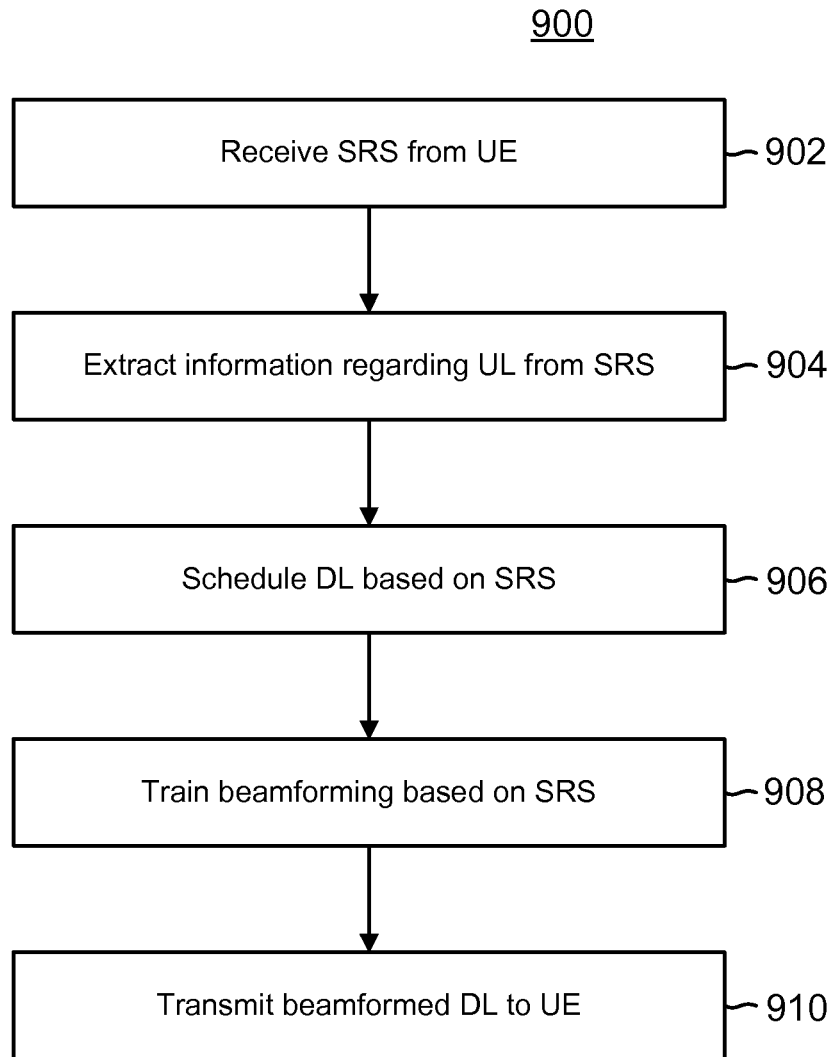 900
Receive SRS from UE
902
Extract information regarding UL from SRS
904
Schedule DL based on SRS
906
Train beamforming based on SRS
908
Transmit beamformed DL to UE
910